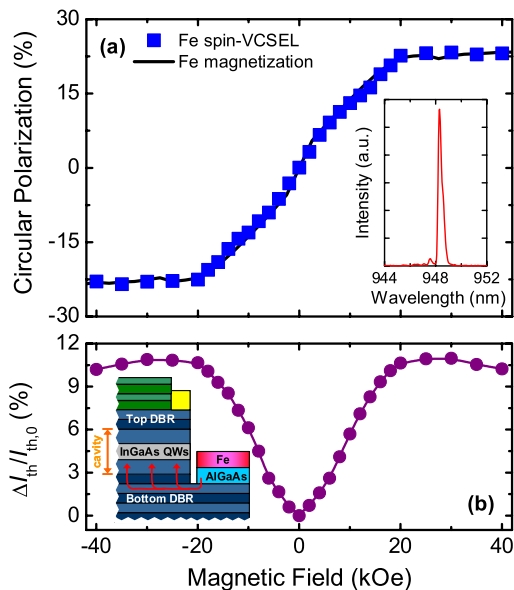 (a)
Fe spin-VCSEL
Fe magnetization
Circular Polarization (%)
30
15
0
-15
-30
Intensity (a.u.)
944 948 952
Wavelength (nm)
12
9
6
3
0
ΔIth/Ith,0 (%)
Top DBR
cavity
InGaAs QWs
Fe
AlGaAs
Bottom DBR
(b)
-40 -20 0 20 40
Magnetic Field (kOe)